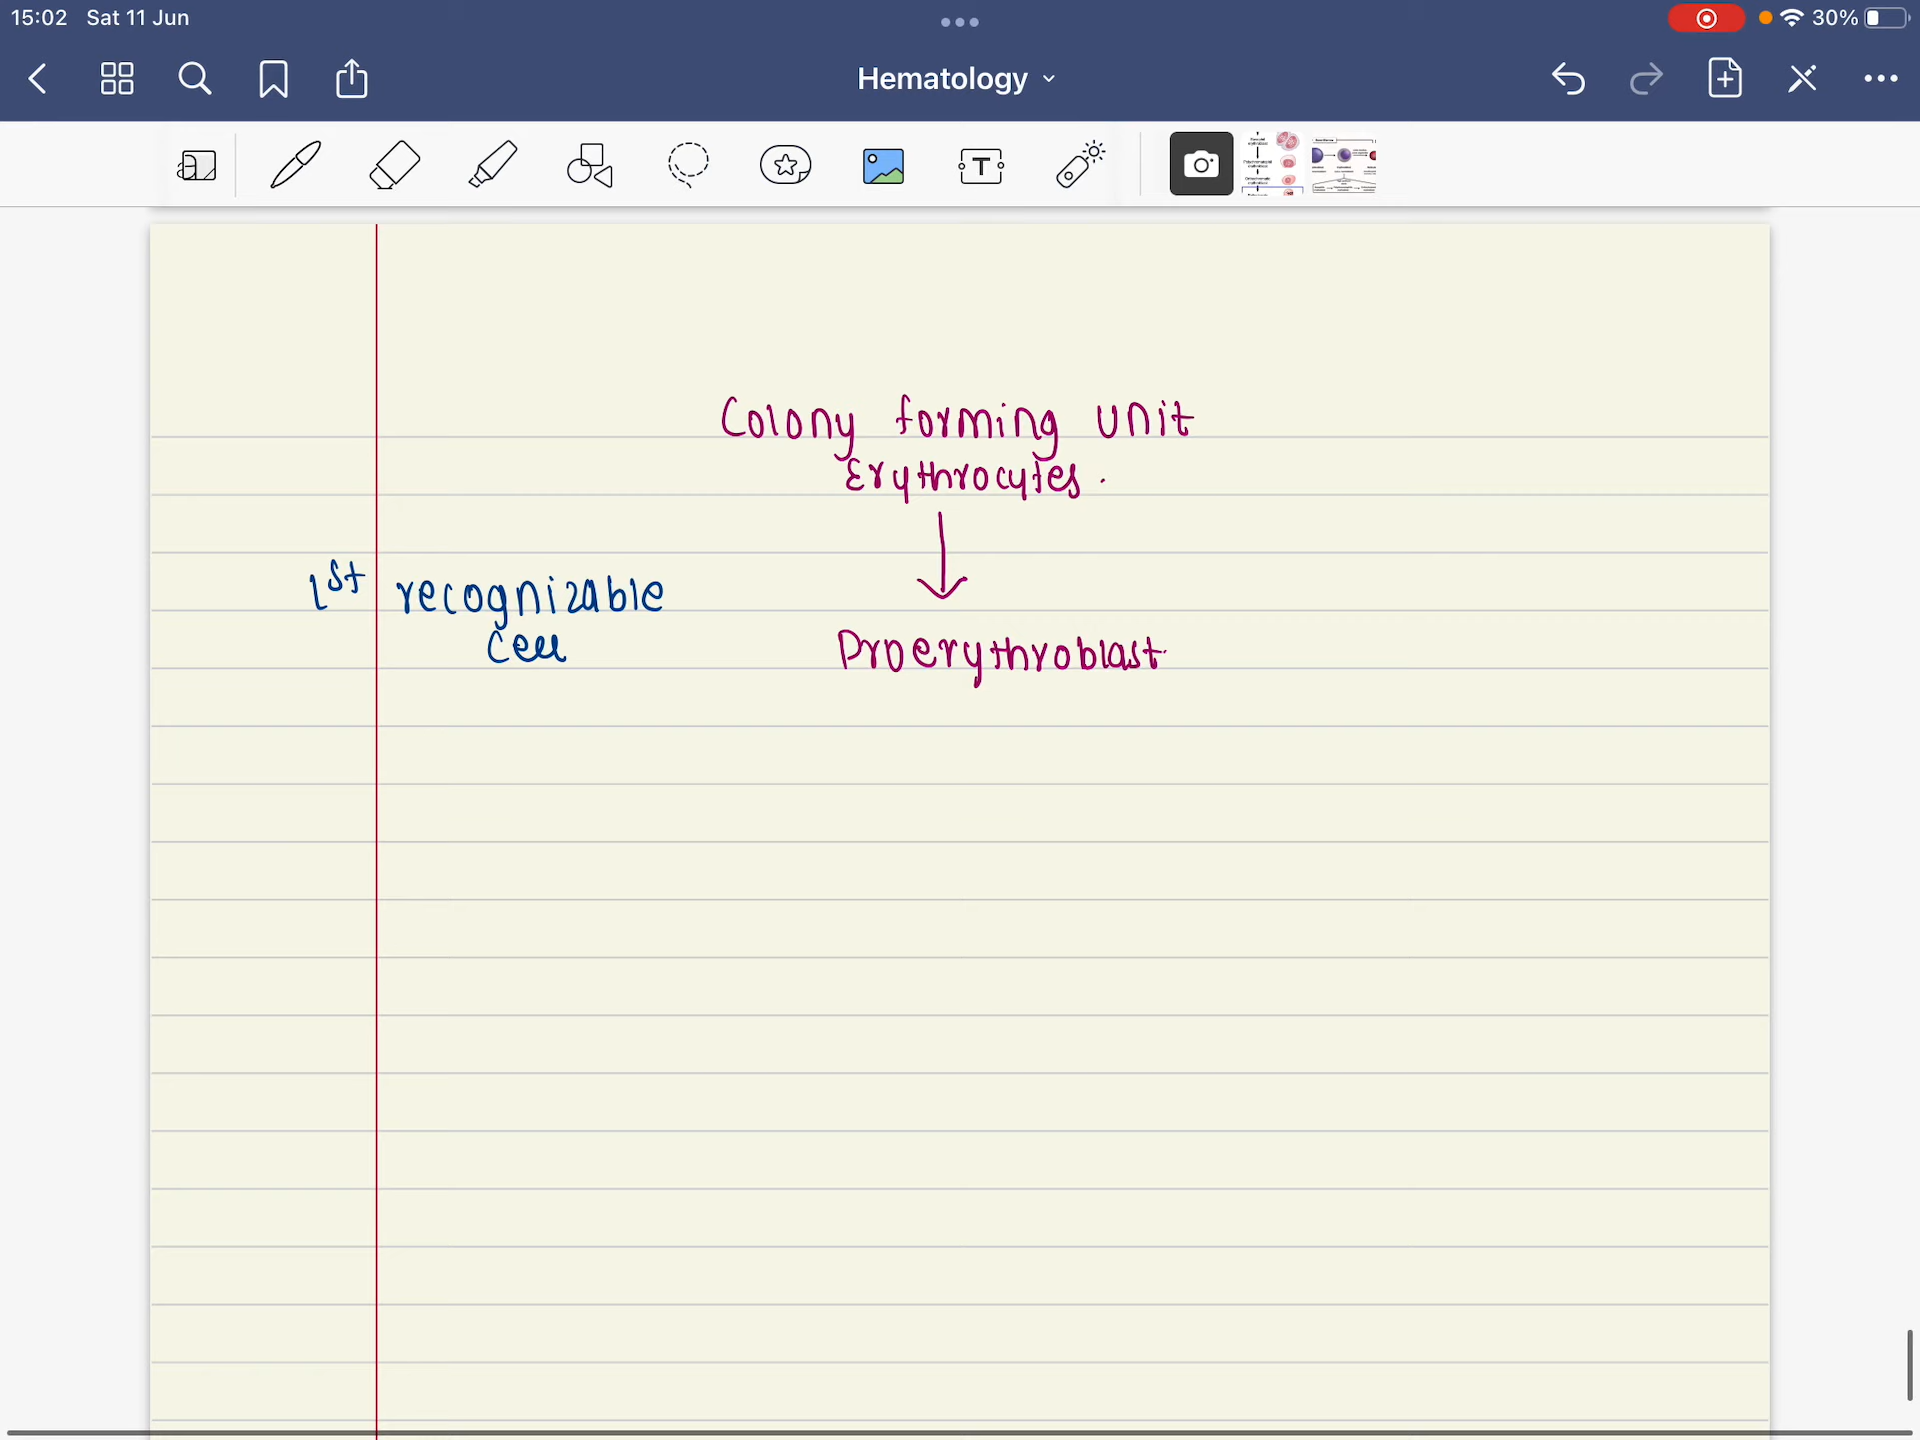 15:02 Sat 11 Jun
30%
Hematology
T
Colony forming unit
Erythrocytes.
1st recognizable
cell
Proerythroblast.